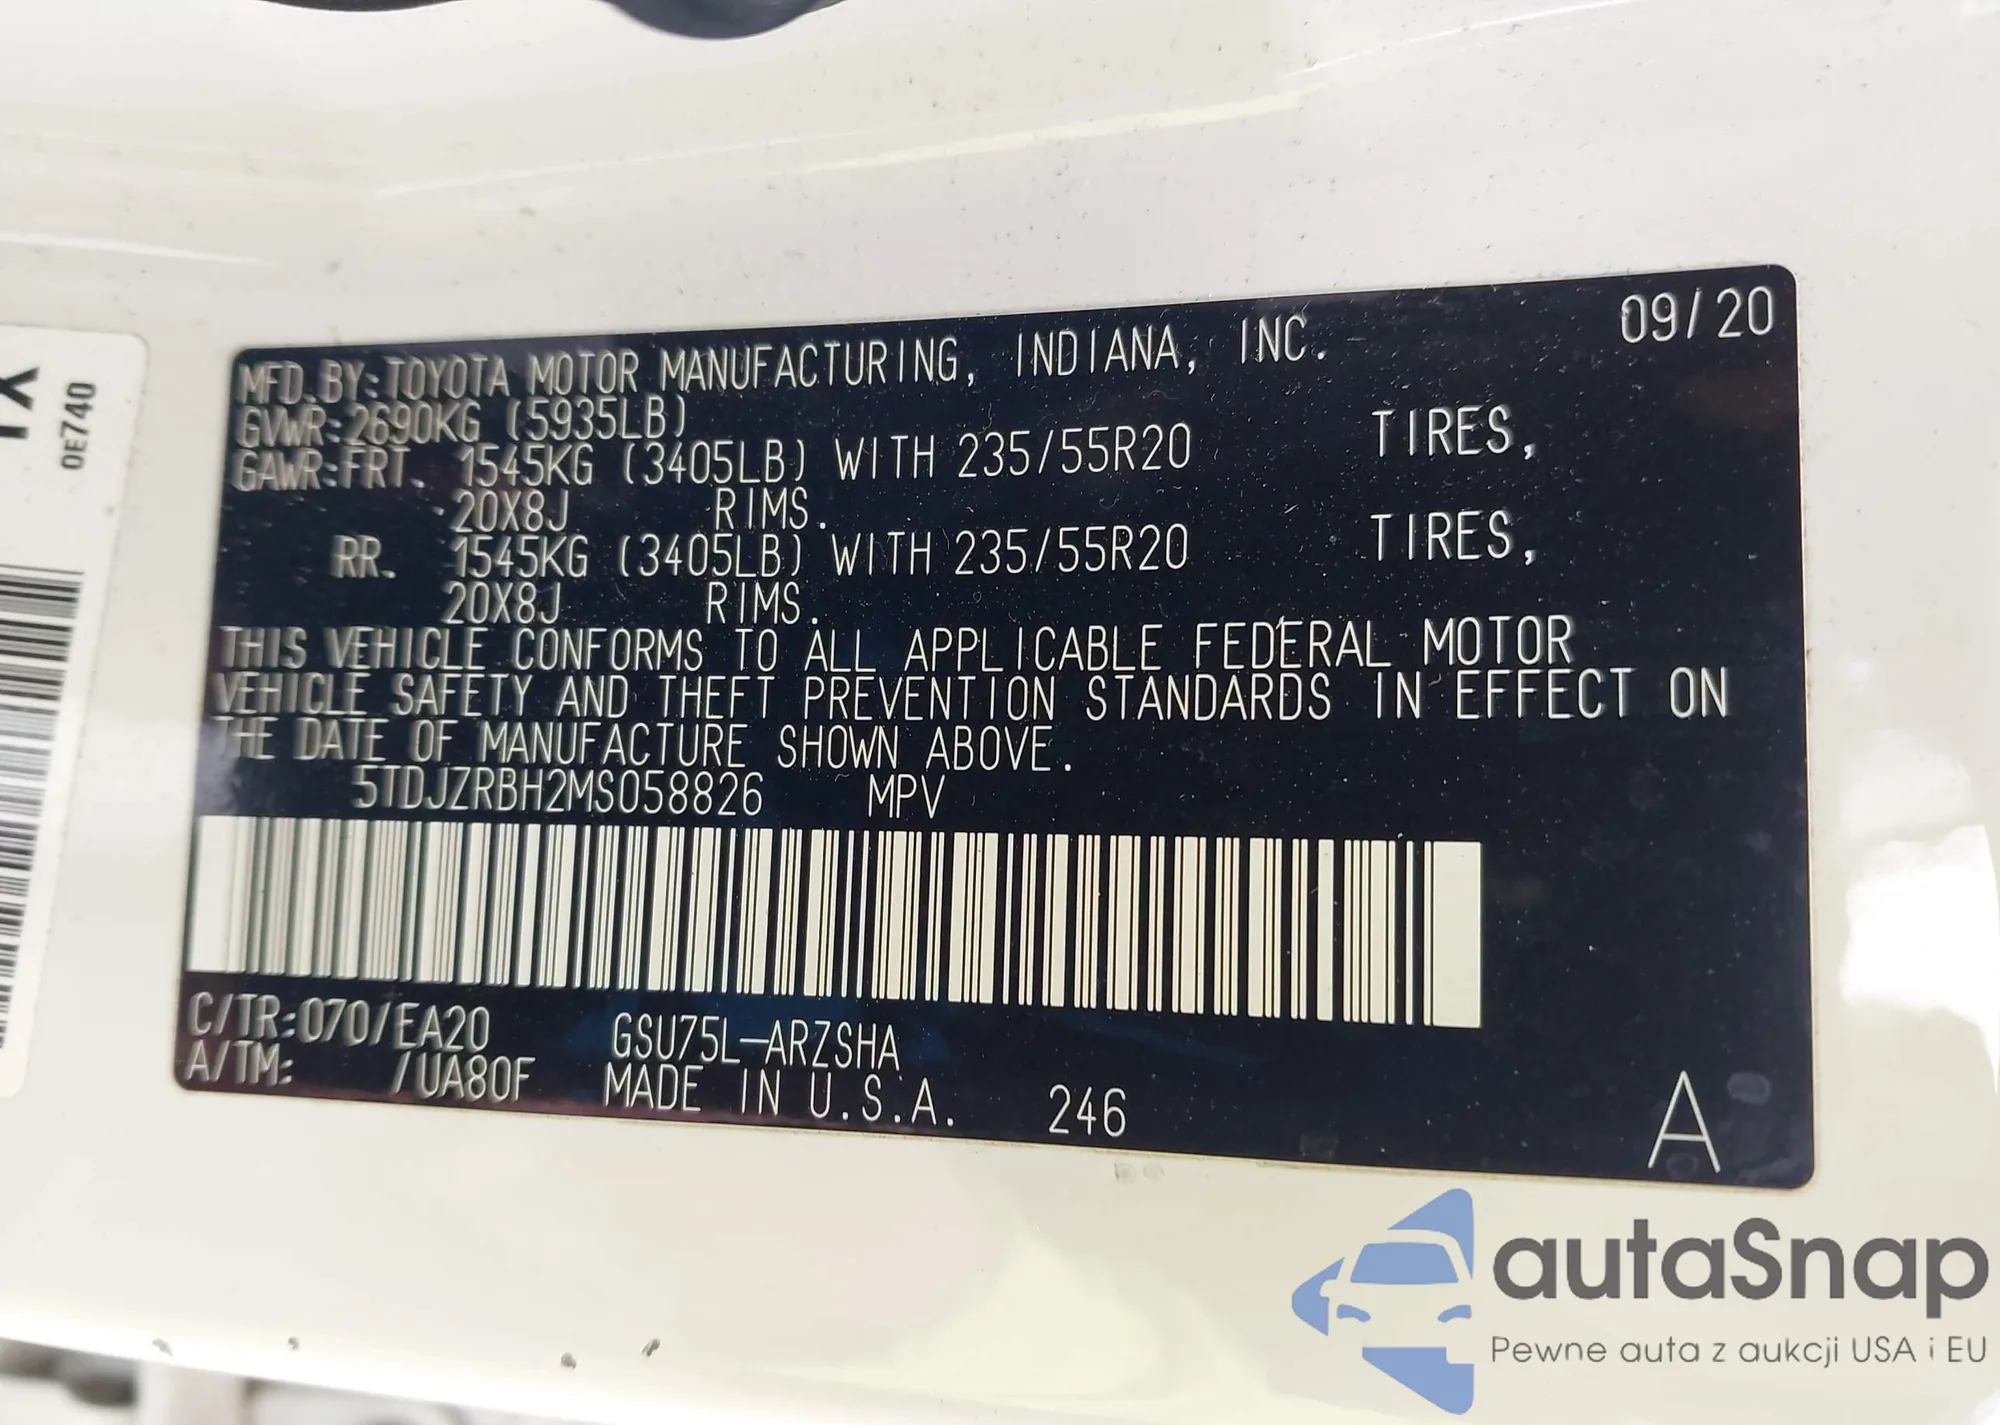 09/20
MFD.BY:TOYOTA MOTOR MANUFACTURING, INDIANA, INC.
GVWR:2690KG (5935LB)
GAWR:FRT. 1545KG (3405LB) WITH 235/55R20 TIRES,
20X8J RIMS.
RR. 1545KG (3405LB) WITH 235/55R20 TIRES,
20X8J RIMS.
THIS VEHICLE CONFORMS TO ALL APPLICABLE FEDERAL MOTOR
VEHICLE SAFETY AND THEFT PREVENTION STANDARDS IN EFFECT ON
THE DATE OF MANUFACTURE SHOWN ABOVE.
5TDJZRBH2MS058826 MPV
C/TR:070/EA20 GSU75L-ARZSHA
A/TM: /UA80F MADE IN U.S.A. 246
A
0E740
autaSnap
Pewne auta z aukcji USA i EU